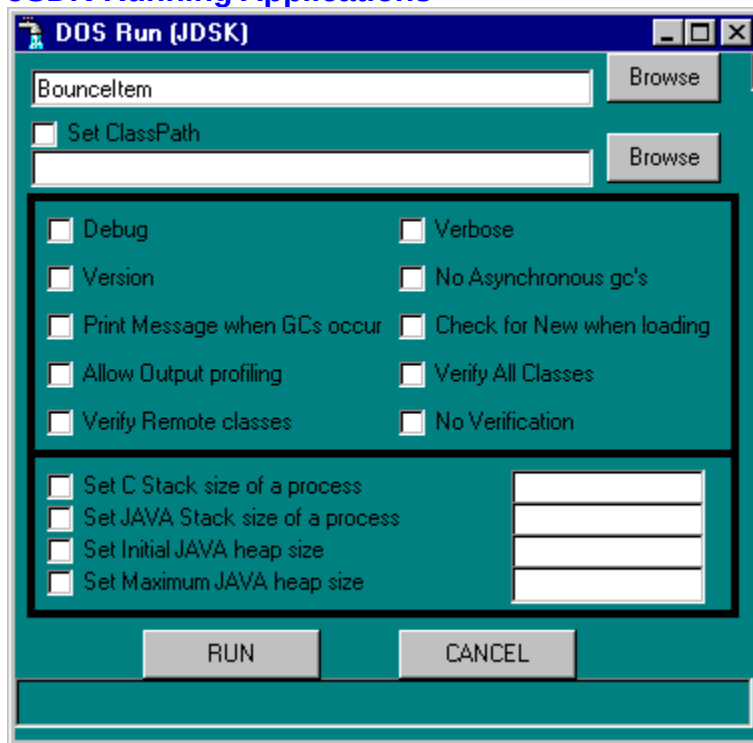 DOS Run (JDSK)
Browse
BounceItem
Set ClassPath
Browse
Debug
Verbose
Version
No Asynchronous gc's
Print Message when GCs occur
Check for New when loading
Allow Output profiling
Verify All Classes
Verify Remote classes
No Verification
Set C Stack size of a process
Set JAVA Stack size of a process
Set Initial JAVA heap size
Set Maximum JAVA heap size
RUN
CANCEL